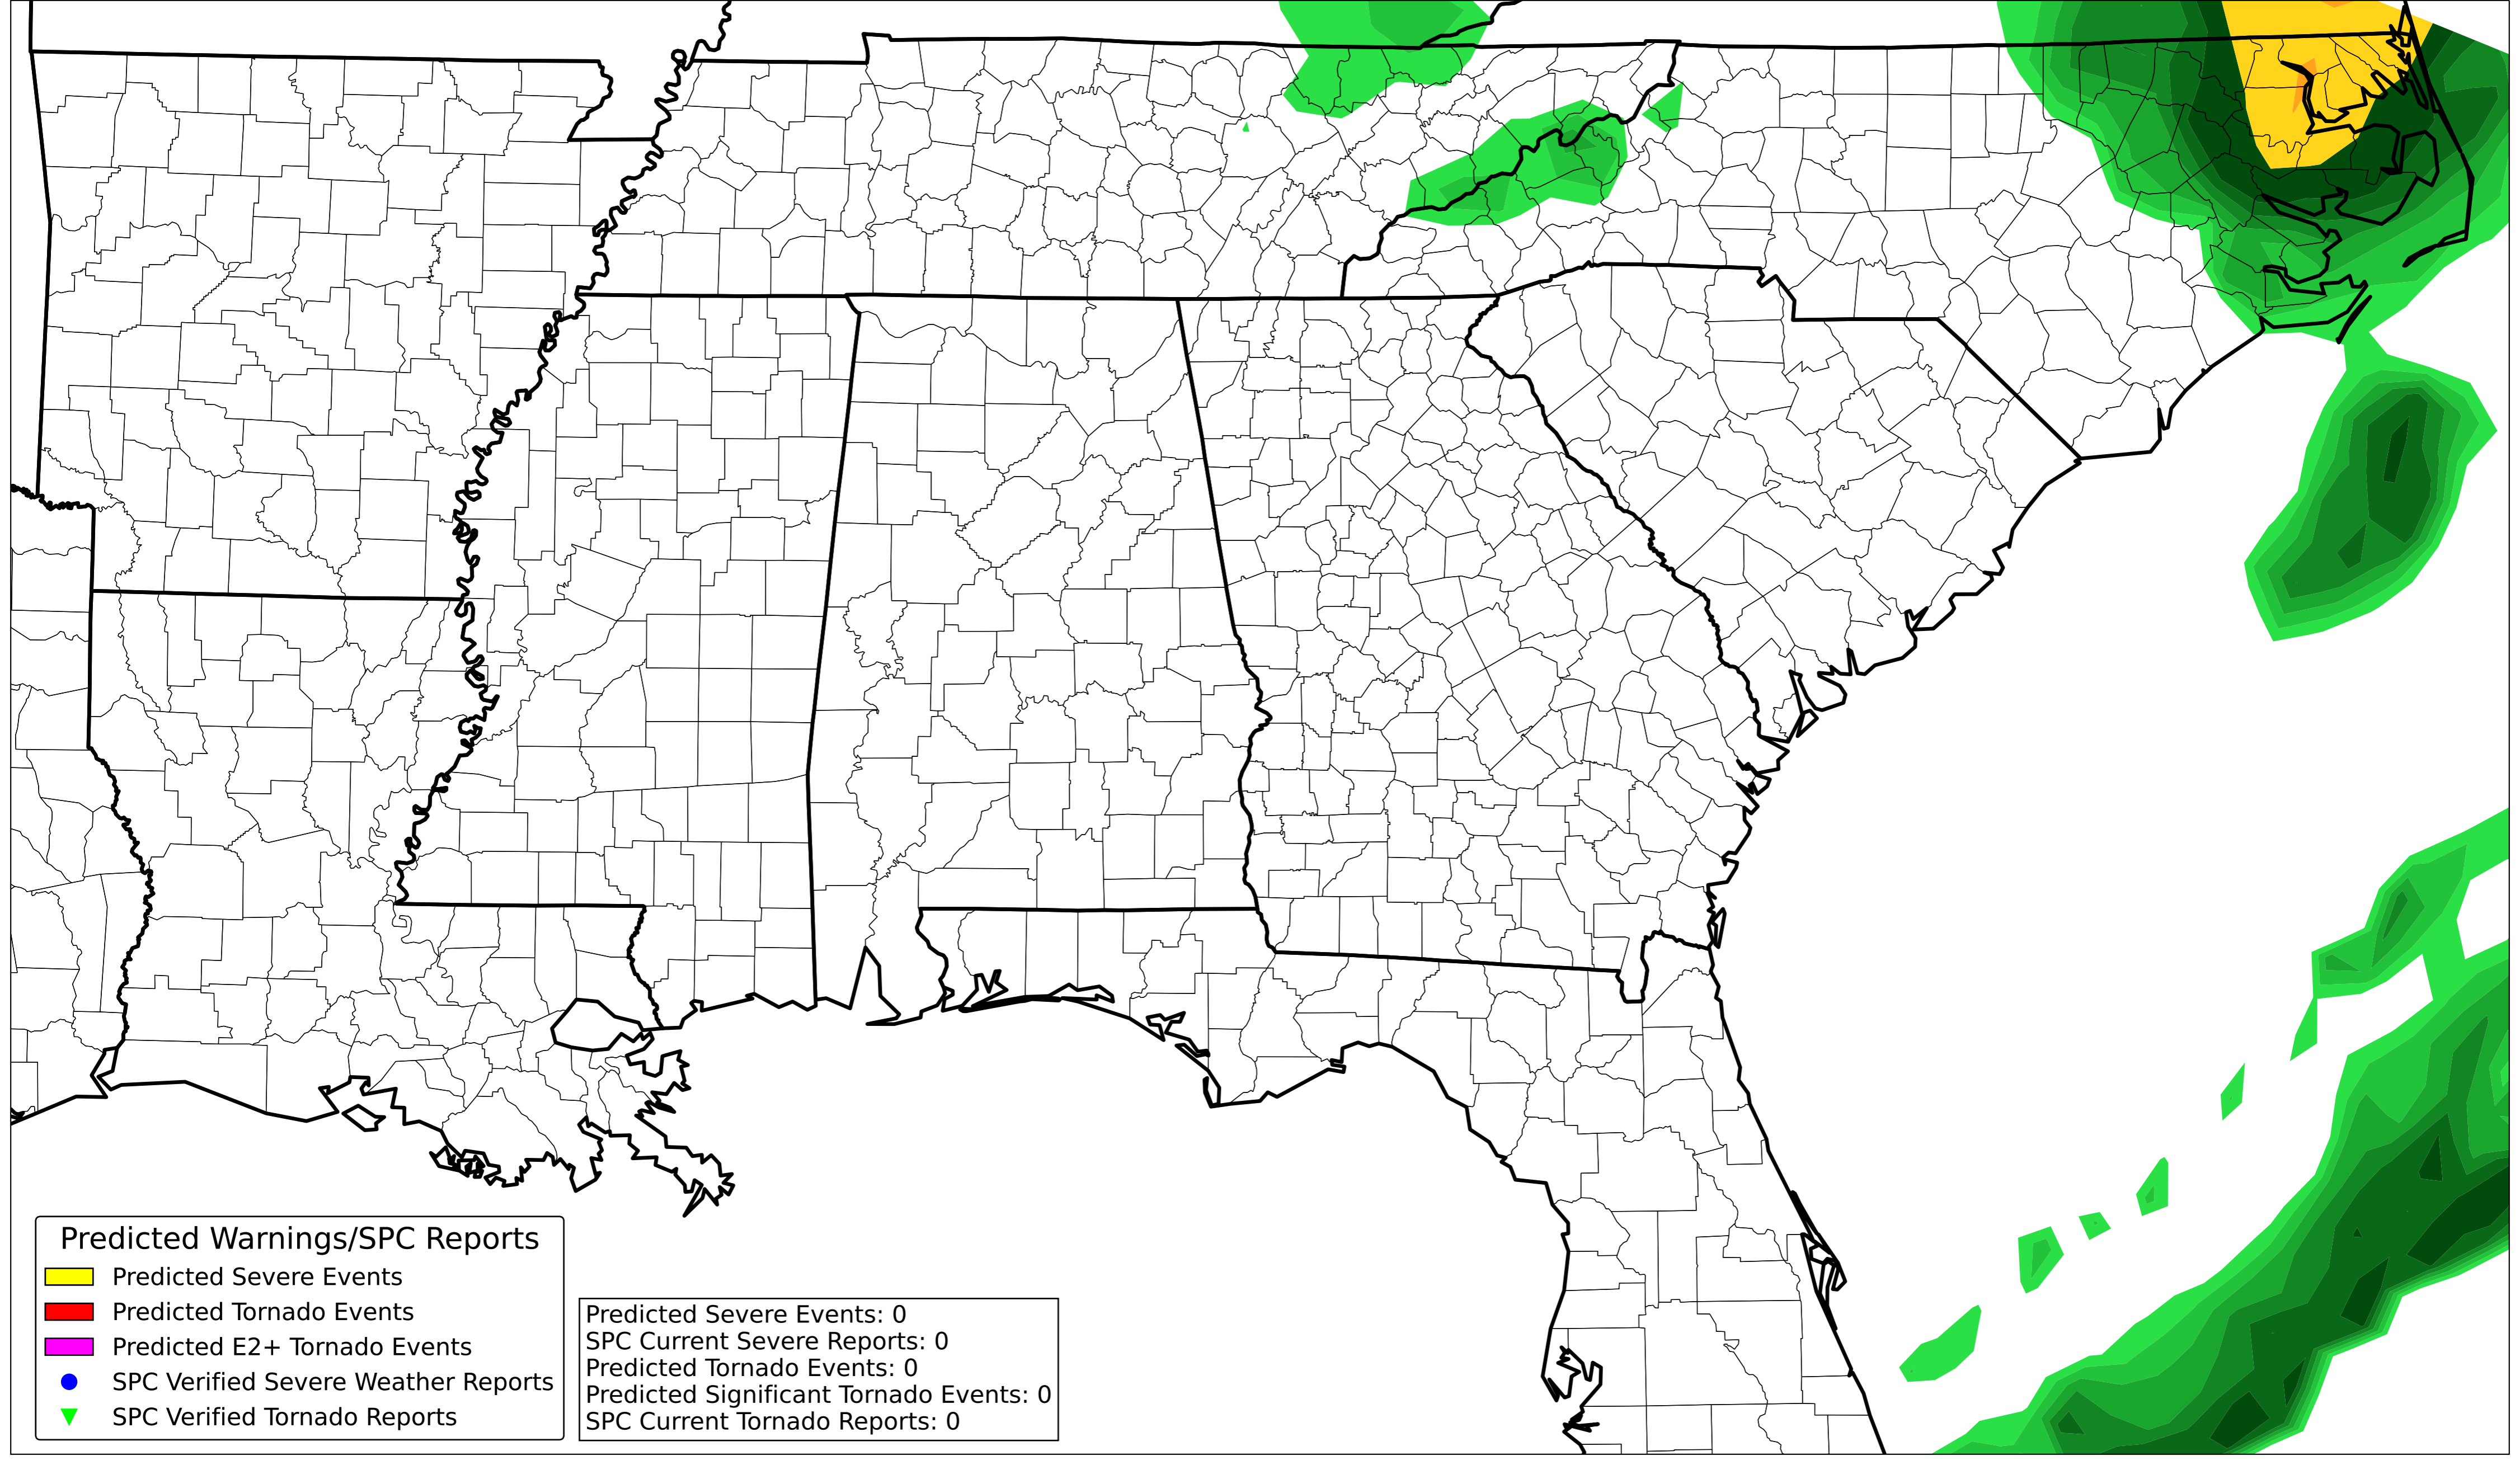 Predicted Warnings/SPC Reports
Predicted Severe Events
Predicted Tornado Events
Predicted E2+ Tornado Events
SPC Verified Severe Weather Reports
SPC Verified Tornado Reports
Predicted Severe Events: 0
SPC Current Severe Reports: 0
Predicted Tornado Events: 0
Predicted Significant Tornado Events: 0
SPC Current Tornado Reports: 0